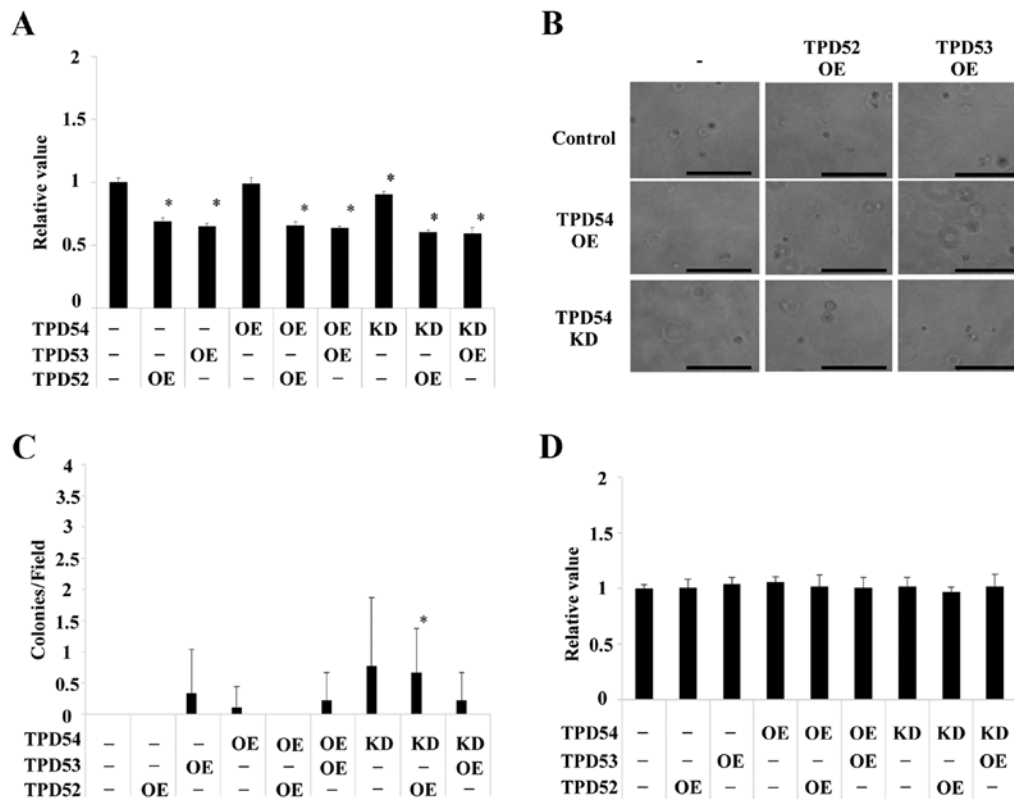 A
2
1.5
1
0.5
0
Relative value
* * * * * * *
TPD54 – – – OE OE OE KD KD KD
TPD53 – – OE – – OE – – OE
TPD52 – OE – – OE – – OE –
B
- TPD52 OE TPD53 OE
Control
TPD54 OE
TPD54 KD
C
4
3.5
3
2.5
2
1.5
1
0.5
0
Colonies/Field
*
TPD54 – – – OE OE OE KD KD KD
TPD53 – – OE – – OE – – OE
TPD52 – OE – – OE – – OE –
D
2
1.5
1
0.5
0
Relative value
TPD54 – – – OE OE OE KD KD KD
TPD53 – – OE – – OE – – OE
TPD52 – OE – – OE – – OE –